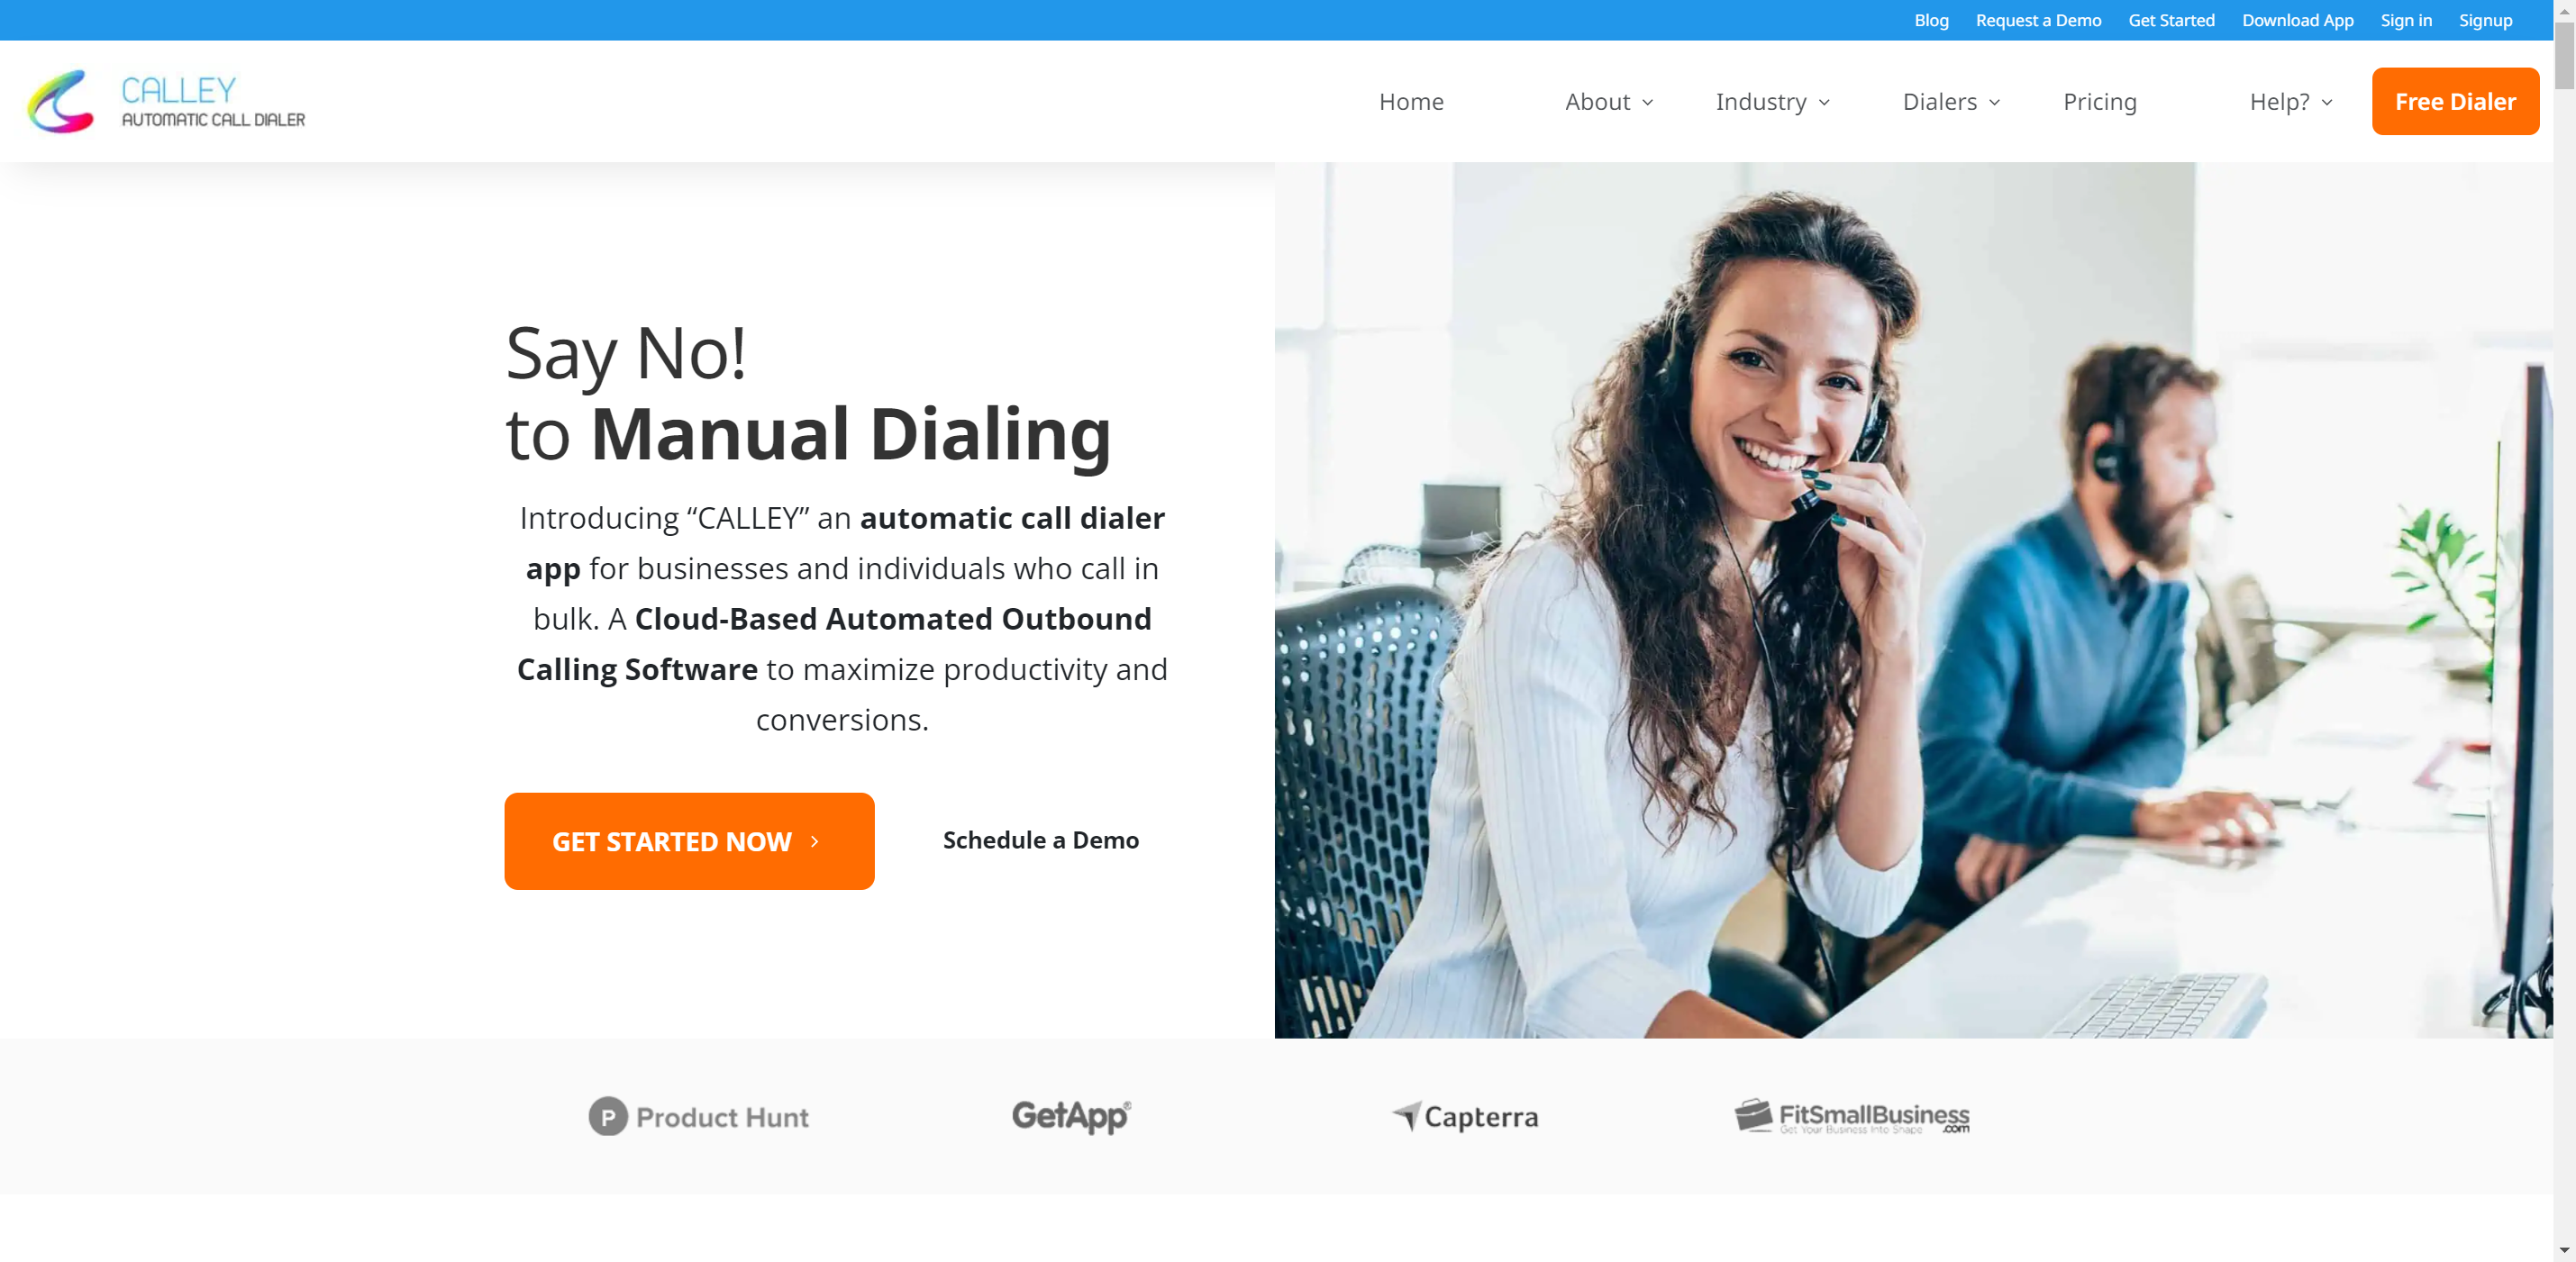 Blog Request a Demo Get Started Download App Sign in Signup
CALLEY
AUTOMATIC CALL DIALER
Home About Industry Dialers Pricing Help? Free Dialer
Say No!
to Manual Dialing
Introducing “CALLEY” an automatic call dialer
app for businesses and individuals who call in
bulk. A Cloud-Based Automated Outbound
Calling Software to maximize productivity and
conversions.
GET STARTED NOW
Schedule a Demo
P Product Hunt
GetApp®
Capterra
FitSmallBusiness
Get Your Business Into Shape .com